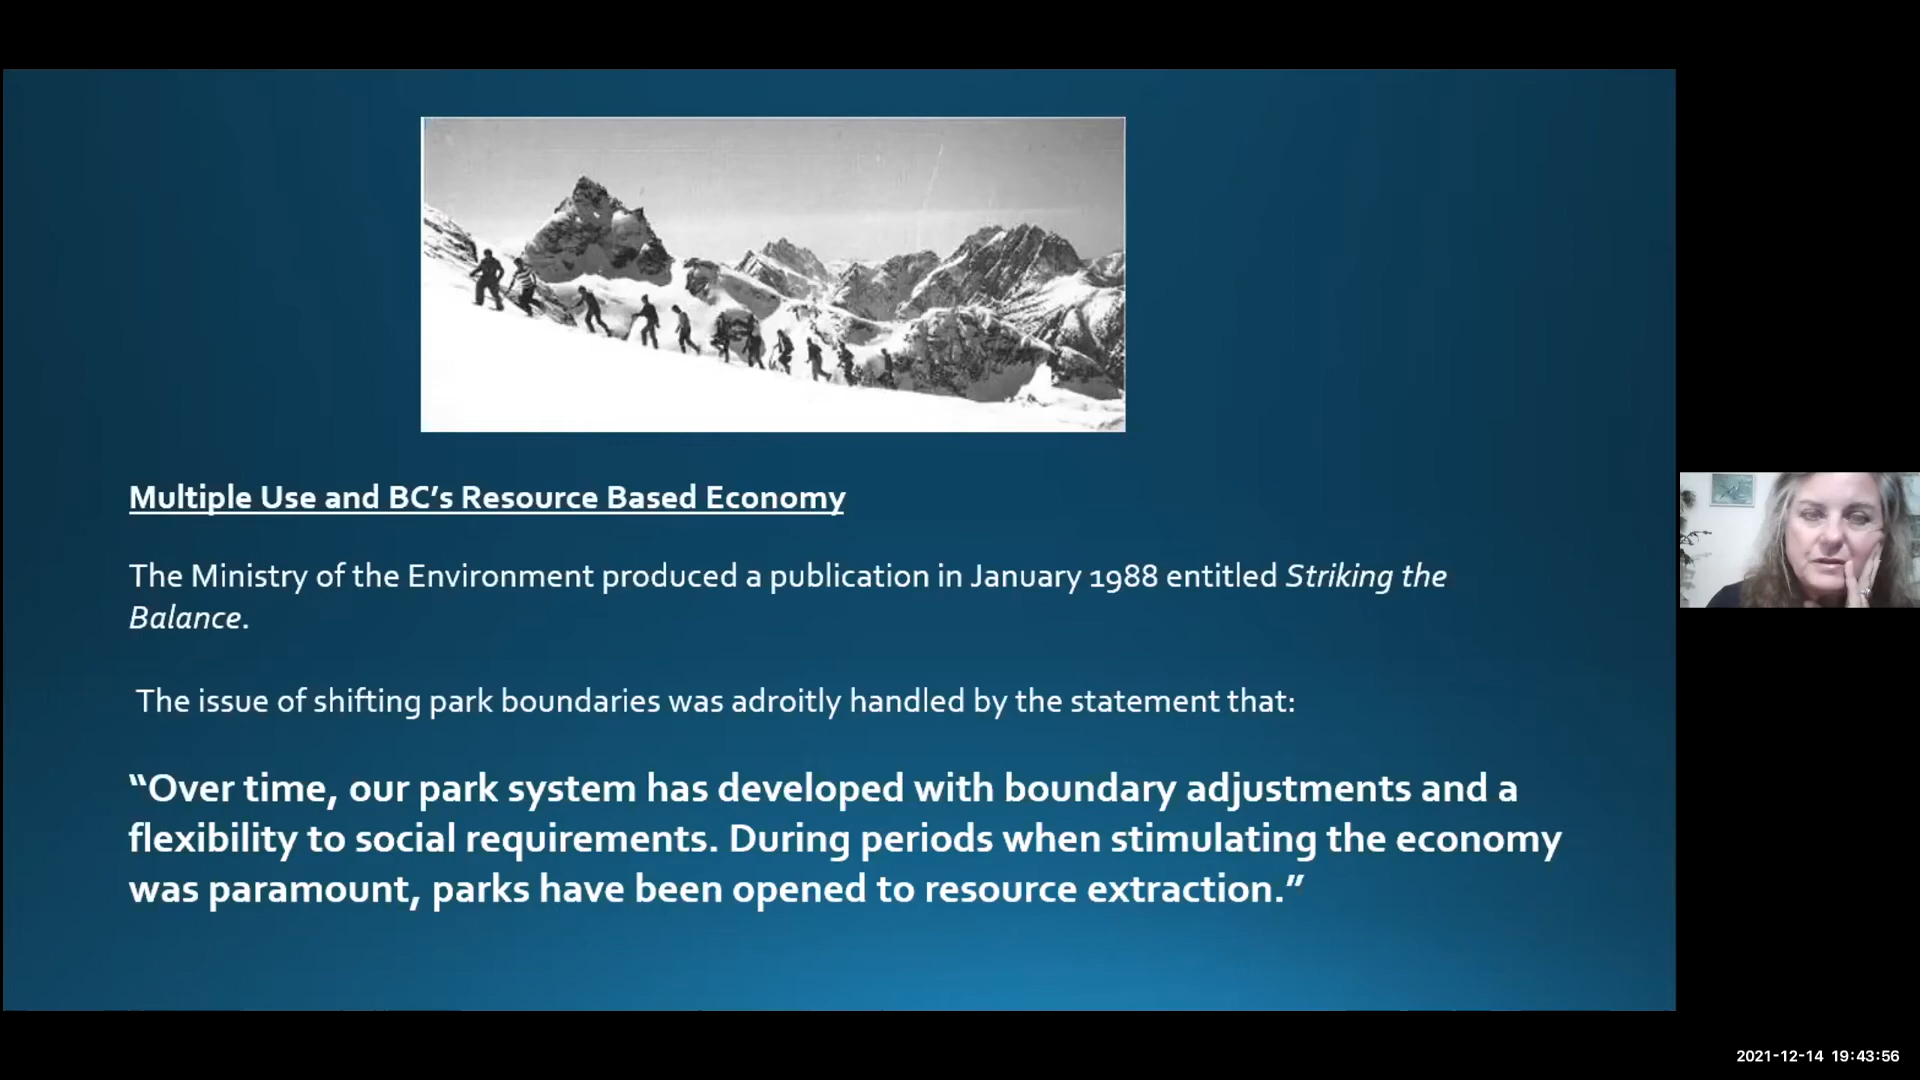 Multiple Use and BC’s Resource Based Economy
The Ministry of the Environment produced a publication in January 1988 entitled Striking the
Balance.
The issue of shifting park boundaries was adroitly handled by the statement that:
“Over time, our park system has developed with boundary adjustments and a
flexibility to social requirements. During periods when stimulating the economy
was paramount, parks have been opened to resource extraction.”
2021-12-14 19:43:56